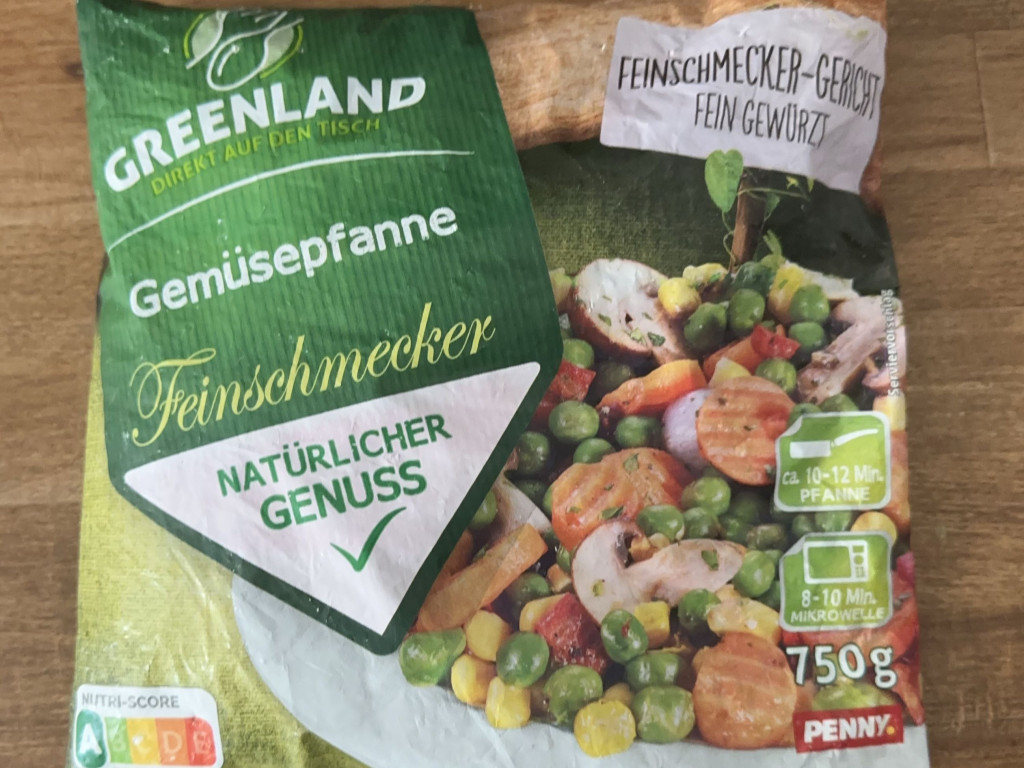 GREENLAND
DIREKT AUF DEN TISCH
Gemüsepfanne
Feinschmecker
NATÜRLICHER
GENUSS
FEINSCHMECKER-GERICHT
FEIN GEWÜRZT
Serviervorschlag
ca. 10-12 Min.
PFANNE
8-10 Min.
MIKROWELLE
750g
PENNY.
NUTRI-SCORE
A B C D E